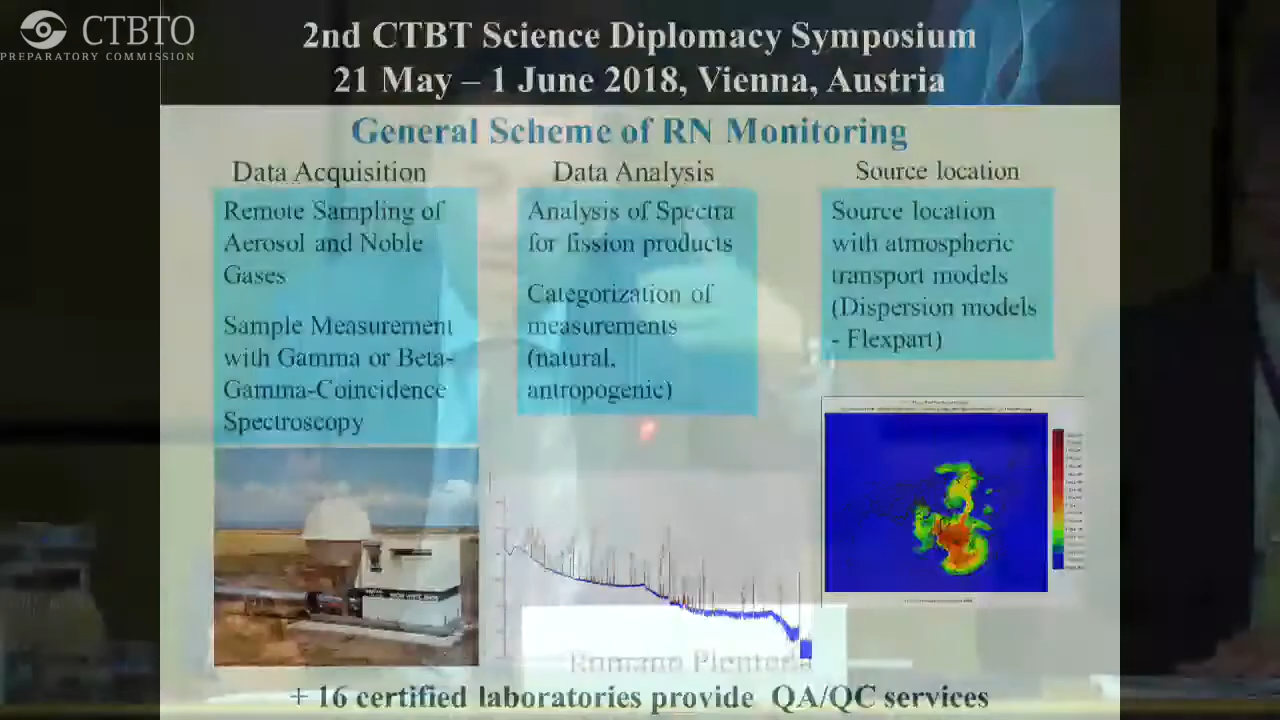 CTBTO
PREPARATORY COMMISSION
2nd CTBT Science Diplomacy Symposium
21 May – 1 June 2018, Vienna, Austria
General Scheme of RN Monitoring
Data Acquisition
Remote Sampling of
Aerosol and Noble
Gases
Sample Measurement
with Gamma or Beta-
Gamma-Coincidence
Spectroscopy
Data Analysis
Analysis of Spectra
for fission products
Categorization of
measurements
(natural,
antropogenic)
Source location
Source location
with atmospheric
transport models
(Dispersion models
- Flexpart)
+ 16 certified laboratories provide QA/QC services